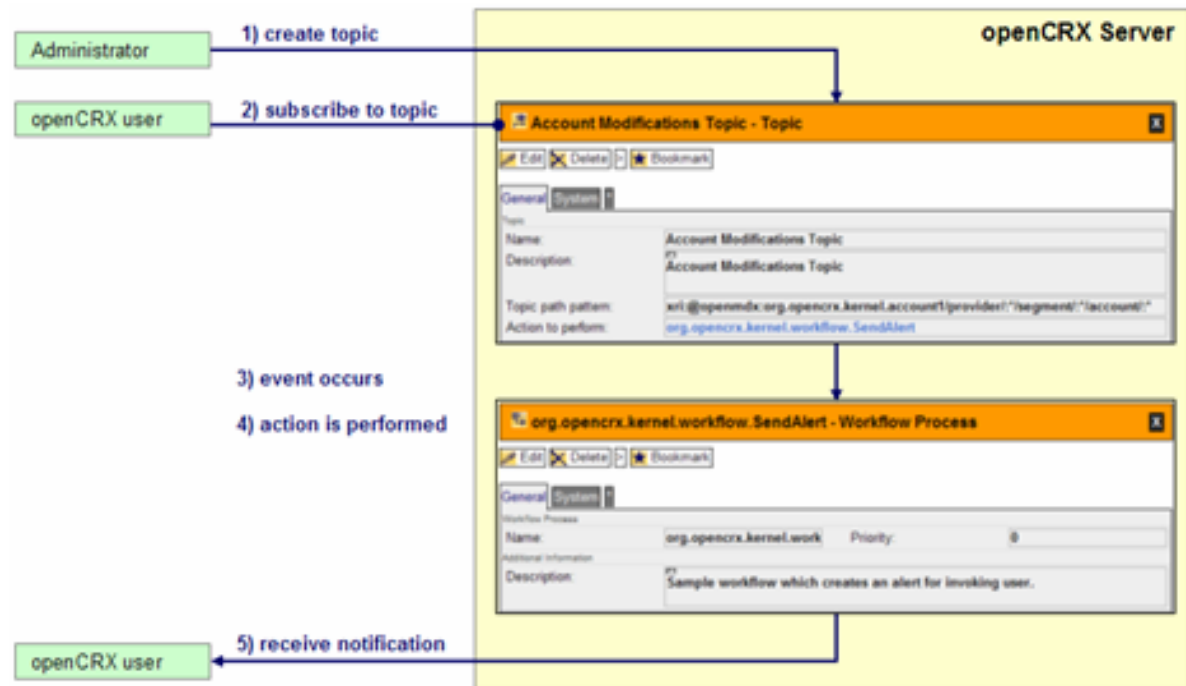 openCRX Server
1) create topic
Administrator
2) subscribe to topic
openCRX user
Account Modifications Topic - Topic
X
Edit Delete > Bookmark
General System *
Topic
Name: Account Modifications Topic
Description: Account Modifications Topic
Topic path pattern: xri:@openmdx:org.opencrx.kernel.account1/provider/:*/segment/:*/account/:*
Action to perform: org.opencrx.kernel.workflow.SendAlert
3) event occurs
4) action is performed
org.opencrx.kernel.workflow.SendAlert - Workflow Process
X
Edit Delete > Bookmark
General System *
Workflow Process
Name: org.opencrx.kernel.work Priority: 0
Additional Information
Description: Sample workflow which creates an alert for invoking user.
5) receive notification
openCRX user